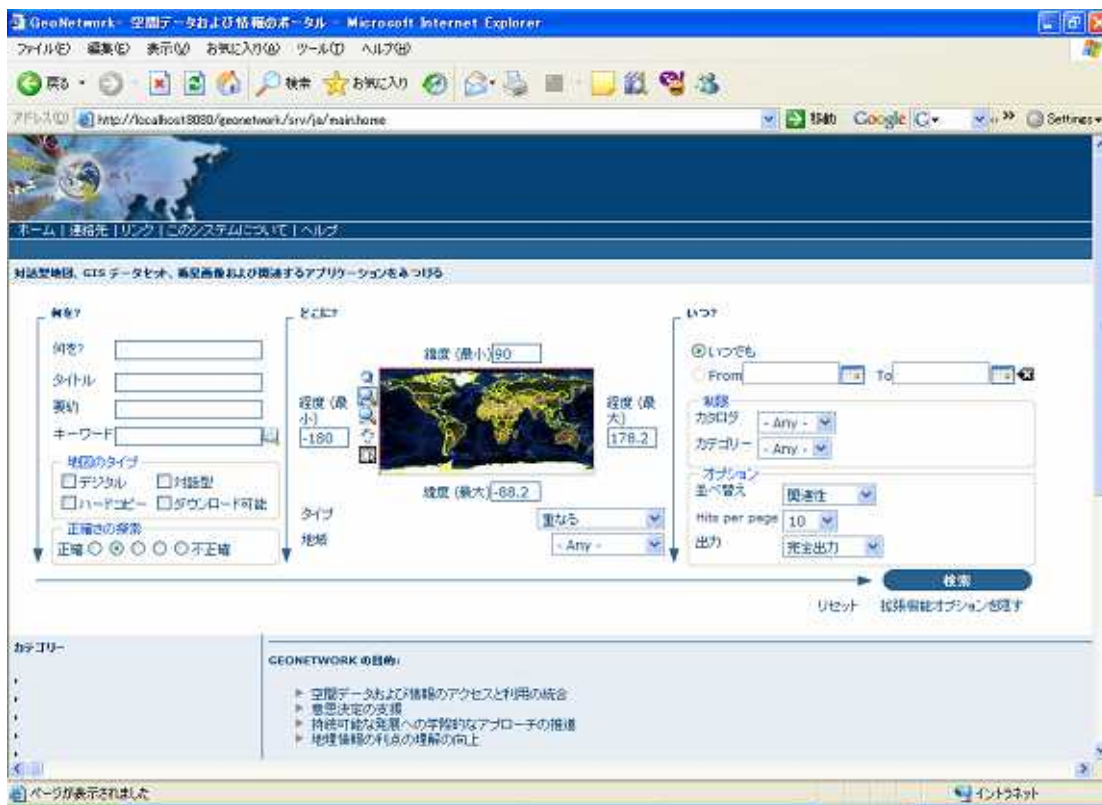 GeoNetwork- 空間データおよび情報のポータル - Microsoft Internet Explorer
ファイル(F) 編集(E) 表示(V) お気に入り(A) ツール(T) ヘルプ(H)
戻る 検索 お気に入り
アドレス(D) http://localhost:8080/geonetwork/srv/ja/main.home 移動 Google Settings
ホーム | 連絡先 | リンク | このシステムについて | ヘルプ
対話型地図、GIS データセット、衛星画像および関連するアプリケーションをみつける
何を? どこに? いつ?
何を?
タイトル
要約
キーワード
地図のタイプ
デジタル 対話型
ハードコピー ダウンロード可能
正確さの探索
正確 不正確
緯度 (最小) 90
経度 (最小) -180
経度 (最大) 178.2
緯度 (最大) -88.2
タイプ 重なる
地域 - Any -
いつでも
From To
制限
カタログ - Any -
カテゴリー - Any -
オプション
並べ替え 関連性
Hits per page 10
出力 完全出力
検索
リセット 拡張機能オプションを隠す
カテゴリー
GEONETWORK の目的:
空間データおよび情報のアクセスと利用の統合
意思決定の支援
持続可能な発展への学際的なアプローチの推進
地理情報の利点の理解の向上
ページが表示されました イントラネット